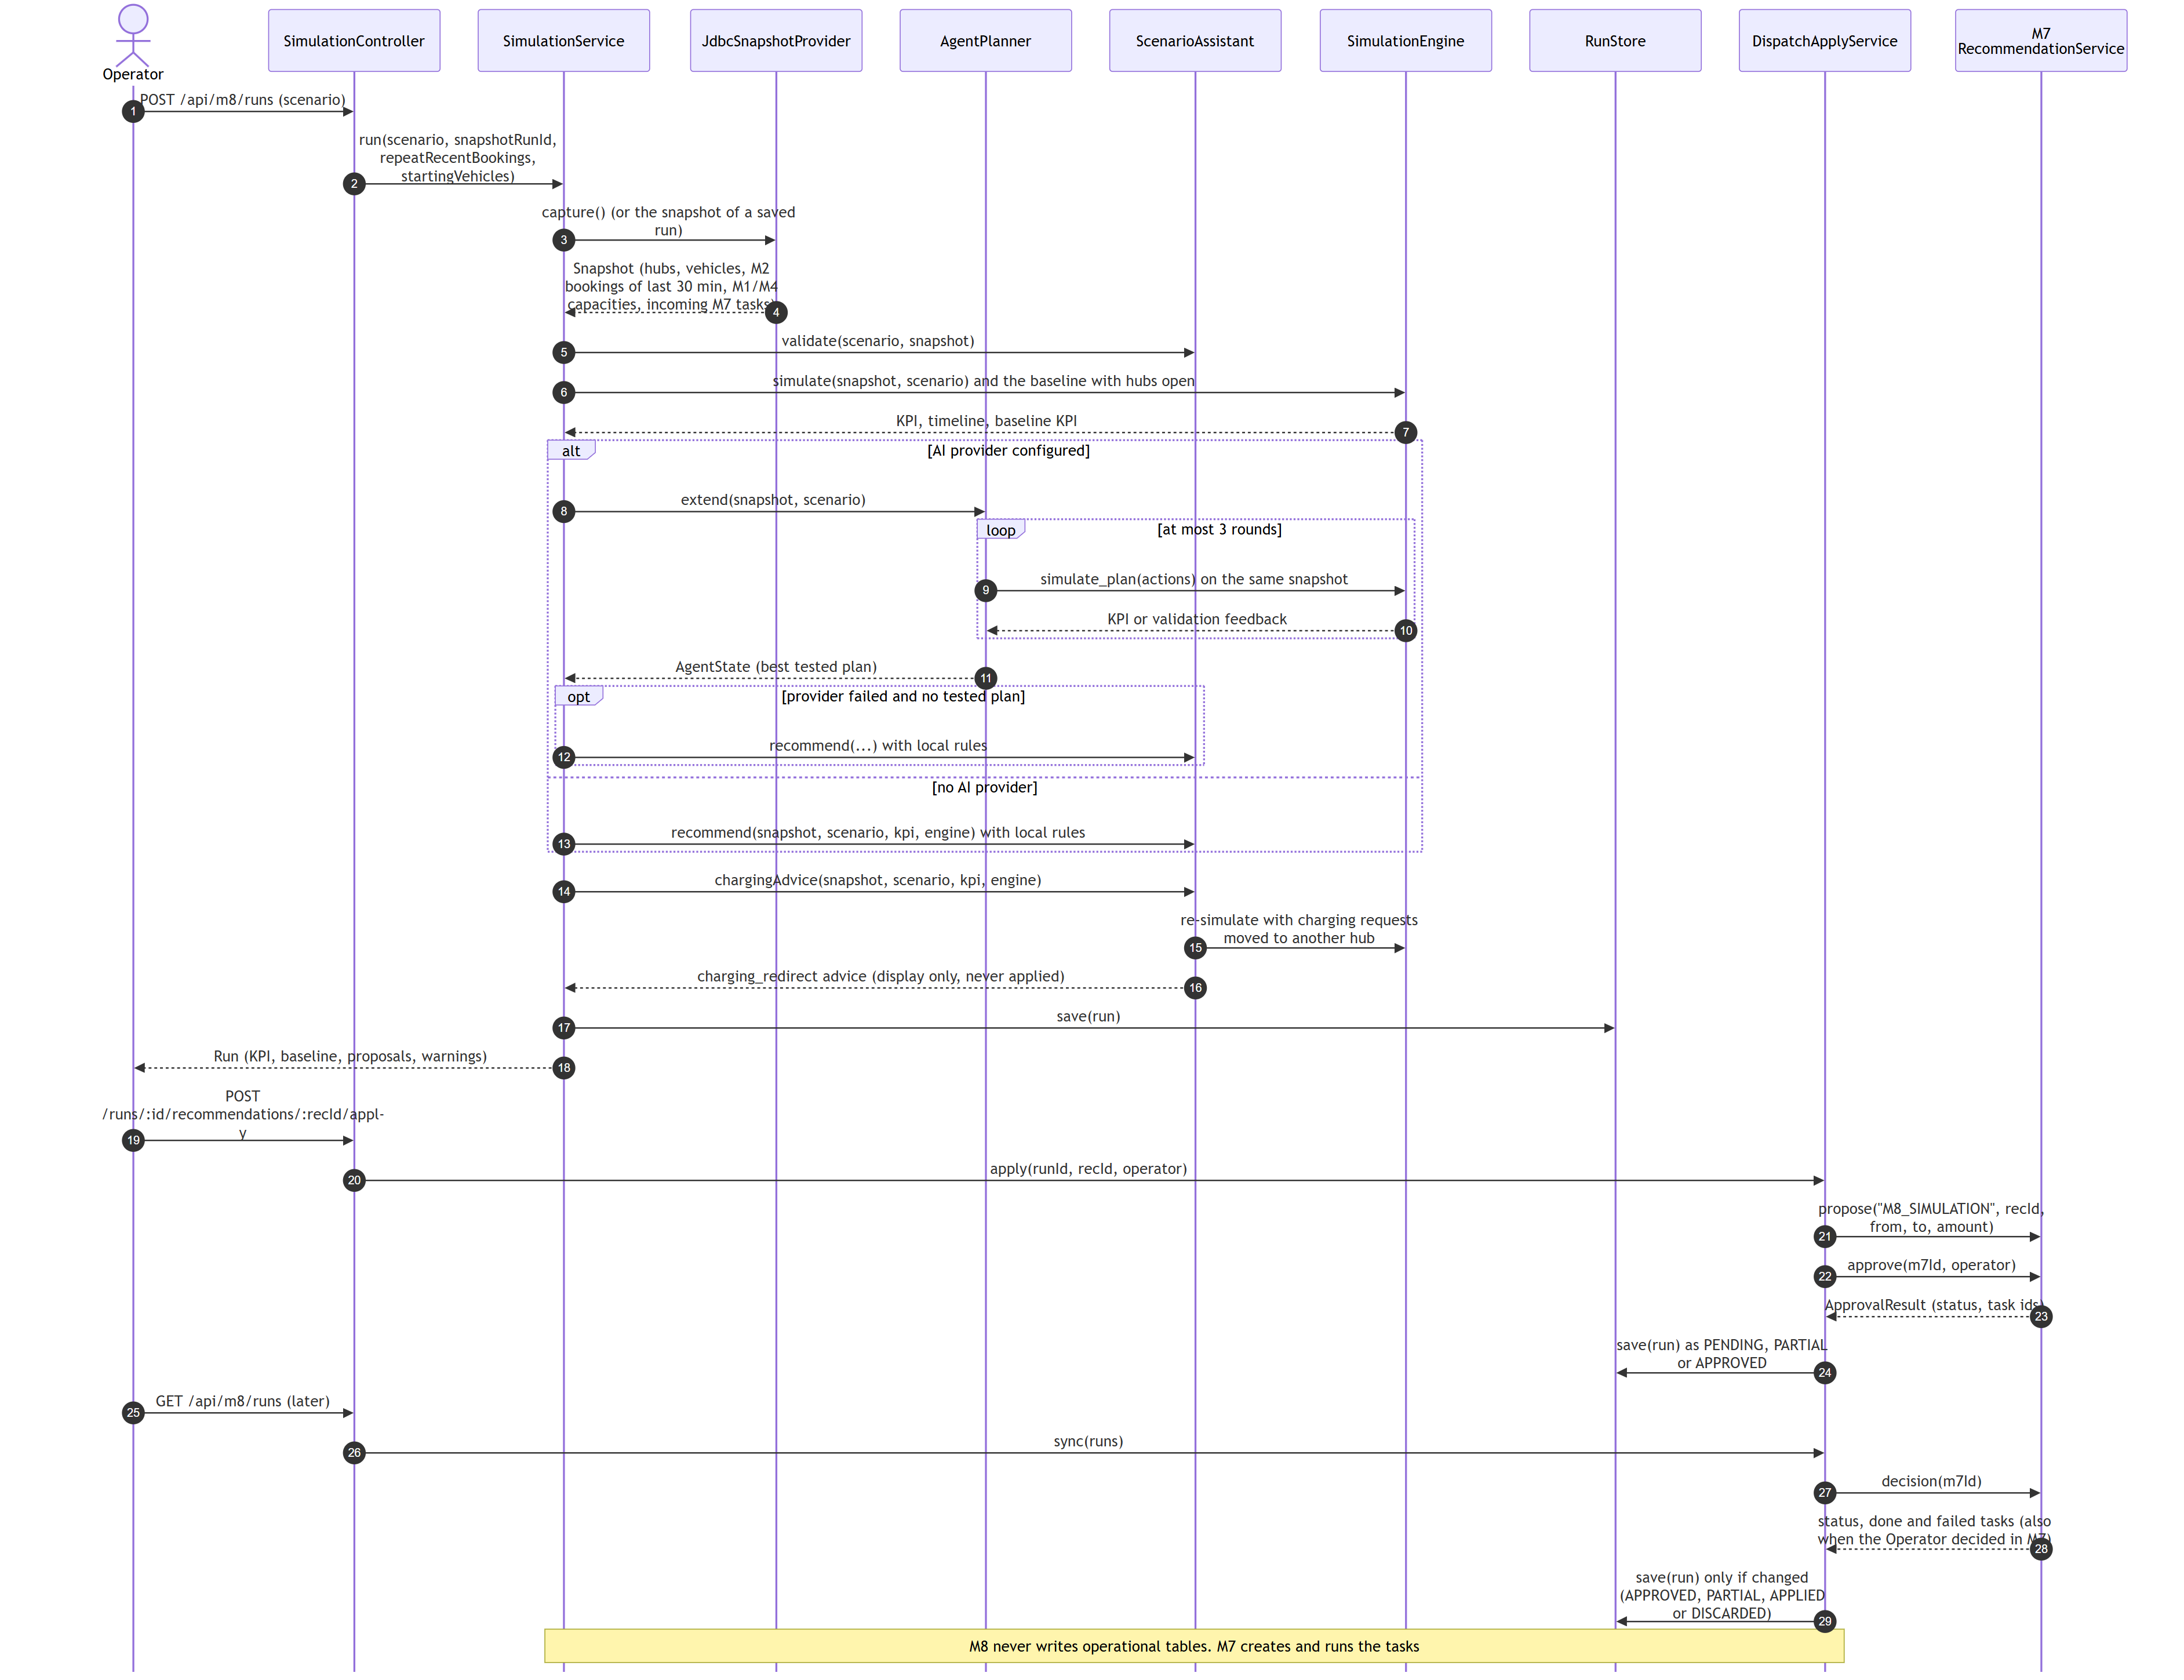 Operator
SimulationController
SimulationService
JdbcSnapshotProvider
AgentPlanner
ScenarioAssistant
SimulationEngine
RunStore
DispatchApplyService
M7
RecommendationService
POST /api/m8/runs (scenario)
1
run(scenario, snapshotRunId,
repeatRecentBookings,
startingVehicles)
2
capture() (or the snapshot of a saved
run)
3
Snapshot (hubs, vehicles, M2
bookings of last 30 min, M1/M4
capacities, incoming M7 tasks)
4
validate(scenario, snapshot)
5
simulate(snapshot, scenario) and the baseline with hubs open
6
KPI, timeline, baseline KPI
7
alt
[AI provider configured]
extend(snapshot, scenario)
8
loop
[at most 3 rounds]
simulate_plan(actions) on the same snapshot
9
KPI or validation feedback
10
AgentState (best tested plan)
11
opt
[provider failed and no tested plan]
recommend(...) with local rules
12
[no AI provider]
recommend(snapshot, scenario, kpi, engine) with local rules
13
chargingAdvice(snapshot, scenario, kpi, engine)
14
re-simulate with charging requests
moved to another hub
15
charging_redirect advice (display only, never applied)
16
save(run)
17
Run (KPI, baseline, proposals, warnings)
18
POST
/runs/:id/recommendations/:recId/appl-
y
19
apply(runId, recId, operator)
20
propose("M8_SIMULATION", recId,
from, to, amount)
21
approve(m7Id, operator)
22
ApprovalResult (status, task ids)
23
save(run) as PENDING, PARTIAL
or APPROVED
24
GET /api/m8/runs (later)
25
sync(runs)
26
decision(m7Id)
27
status, done and failed tasks (also
when the Operator decided in M7)
28
save(run) only if changed
(APPROVED, PARTIAL, APPLIED
or DISCARDED)
29
M8 never writes operational tables. M7 creates and runs the tasks